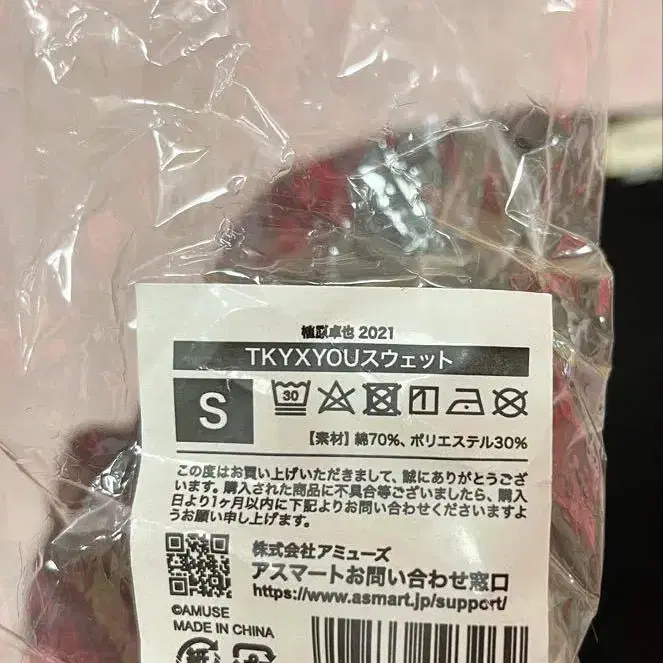 植原卓也 2021
TKYXYOUスウェット
S
30
【素材】綿70%、ポリエステル30%
この度はお買い上げいただきまして、誠にありがとうござい
ます。購入された商品に不具合等ございましたら、購入
日より1ヶ月以内に下記よりお問い合わせくださいますよ
うお願い申し上げます。
株式会社アミューズ
アスマートお問い合わせ窓口
https://www.asmart.jp/support/
©AMUSE
MADE IN CHINA